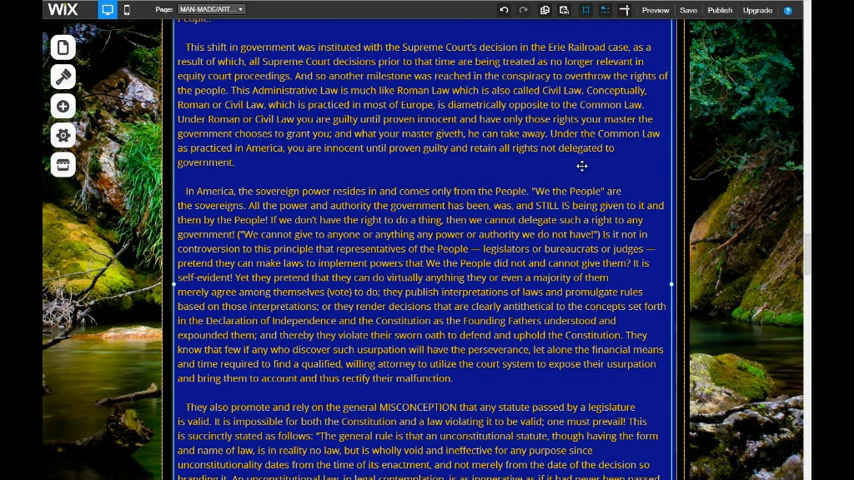 WiX
Page: MAN-MADE/ART...
Preview Save Publish Upgrade ?
People.
This shift in government was instituted with the Supreme Court's decision in the Erie Railroad case, as a
result of which, all Supreme Court decisions prior to that time are being treated as no longer relevant in
equity court proceedings. And so another milestone was reached in the conspiracy to overthrow the rights of
the people. This Administrative Law is much like Roman Law which is also called Civil Law. Conceptually,
Roman or Civil Law, which is practiced in most of Europe, is diametrically opposite to the Common Law.
Under Roman or Civil Law you are guilty until proven innocent and have only those rights your master the
government chooses to grant you; and what your master giveth, he can take away. Under the Common Law
as practiced in America, you are innocent until proven guilty and retain all rights not delegated to
government.
In America, the sovereign power resides in and comes only from the People. "We the People" are
the sovereigns. All the power and authority the government has been, was, and STILL IS being given to it and
them by the People! If we don't have the right to do a thing, then we cannot delegate such a right to any
government! ("We cannot give to anyone or anything any power or authority we do not have!") Is it not in
controversion to this principle that representatives of the People — legislators or bureaucrats or judges —
pretend they can make laws to implement powers that We the People did not and cannot give them? It is
self-evident! Yet they pretend that they can do virtually anything they or even a majority of them
merely agree among themselves (vote) to do; they publish interpretations of laws and promulgate rules
based on those interpretations; or they render decisions that are clearly antithetical to the concepts set forth
in the Declaration of Independence and the Constitution as the Founding Fathers understood and
expounded them; and thereby they violate their sworn oath to defend and uphold the Constitution. They
know that few if any who discover such usurpation will have the perseverance, let alone the financial means
and time required to find a qualified, willing attorney to utilize the court system to expose their usurpation
and bring them to account and thus rectify their malfunction.
They also promote and rely on the general MISCONCEPTION that any statute passed by a legislature
is valid. It is impossible for both the Constitution and a law violating it to be valid; one must prevail! This
is succinctly stated as follows: "The general rule is that an unconstitutional statute, though having the form
and name of law, is in reality no law, but is wholly void and ineffective for any purpose since
unconstitutionality dates from the time of its enactment, and not merely from the date of the decision so
branding it. An unconstitutional law, in legal contemplation, is as inoperative as if it had never been passed.